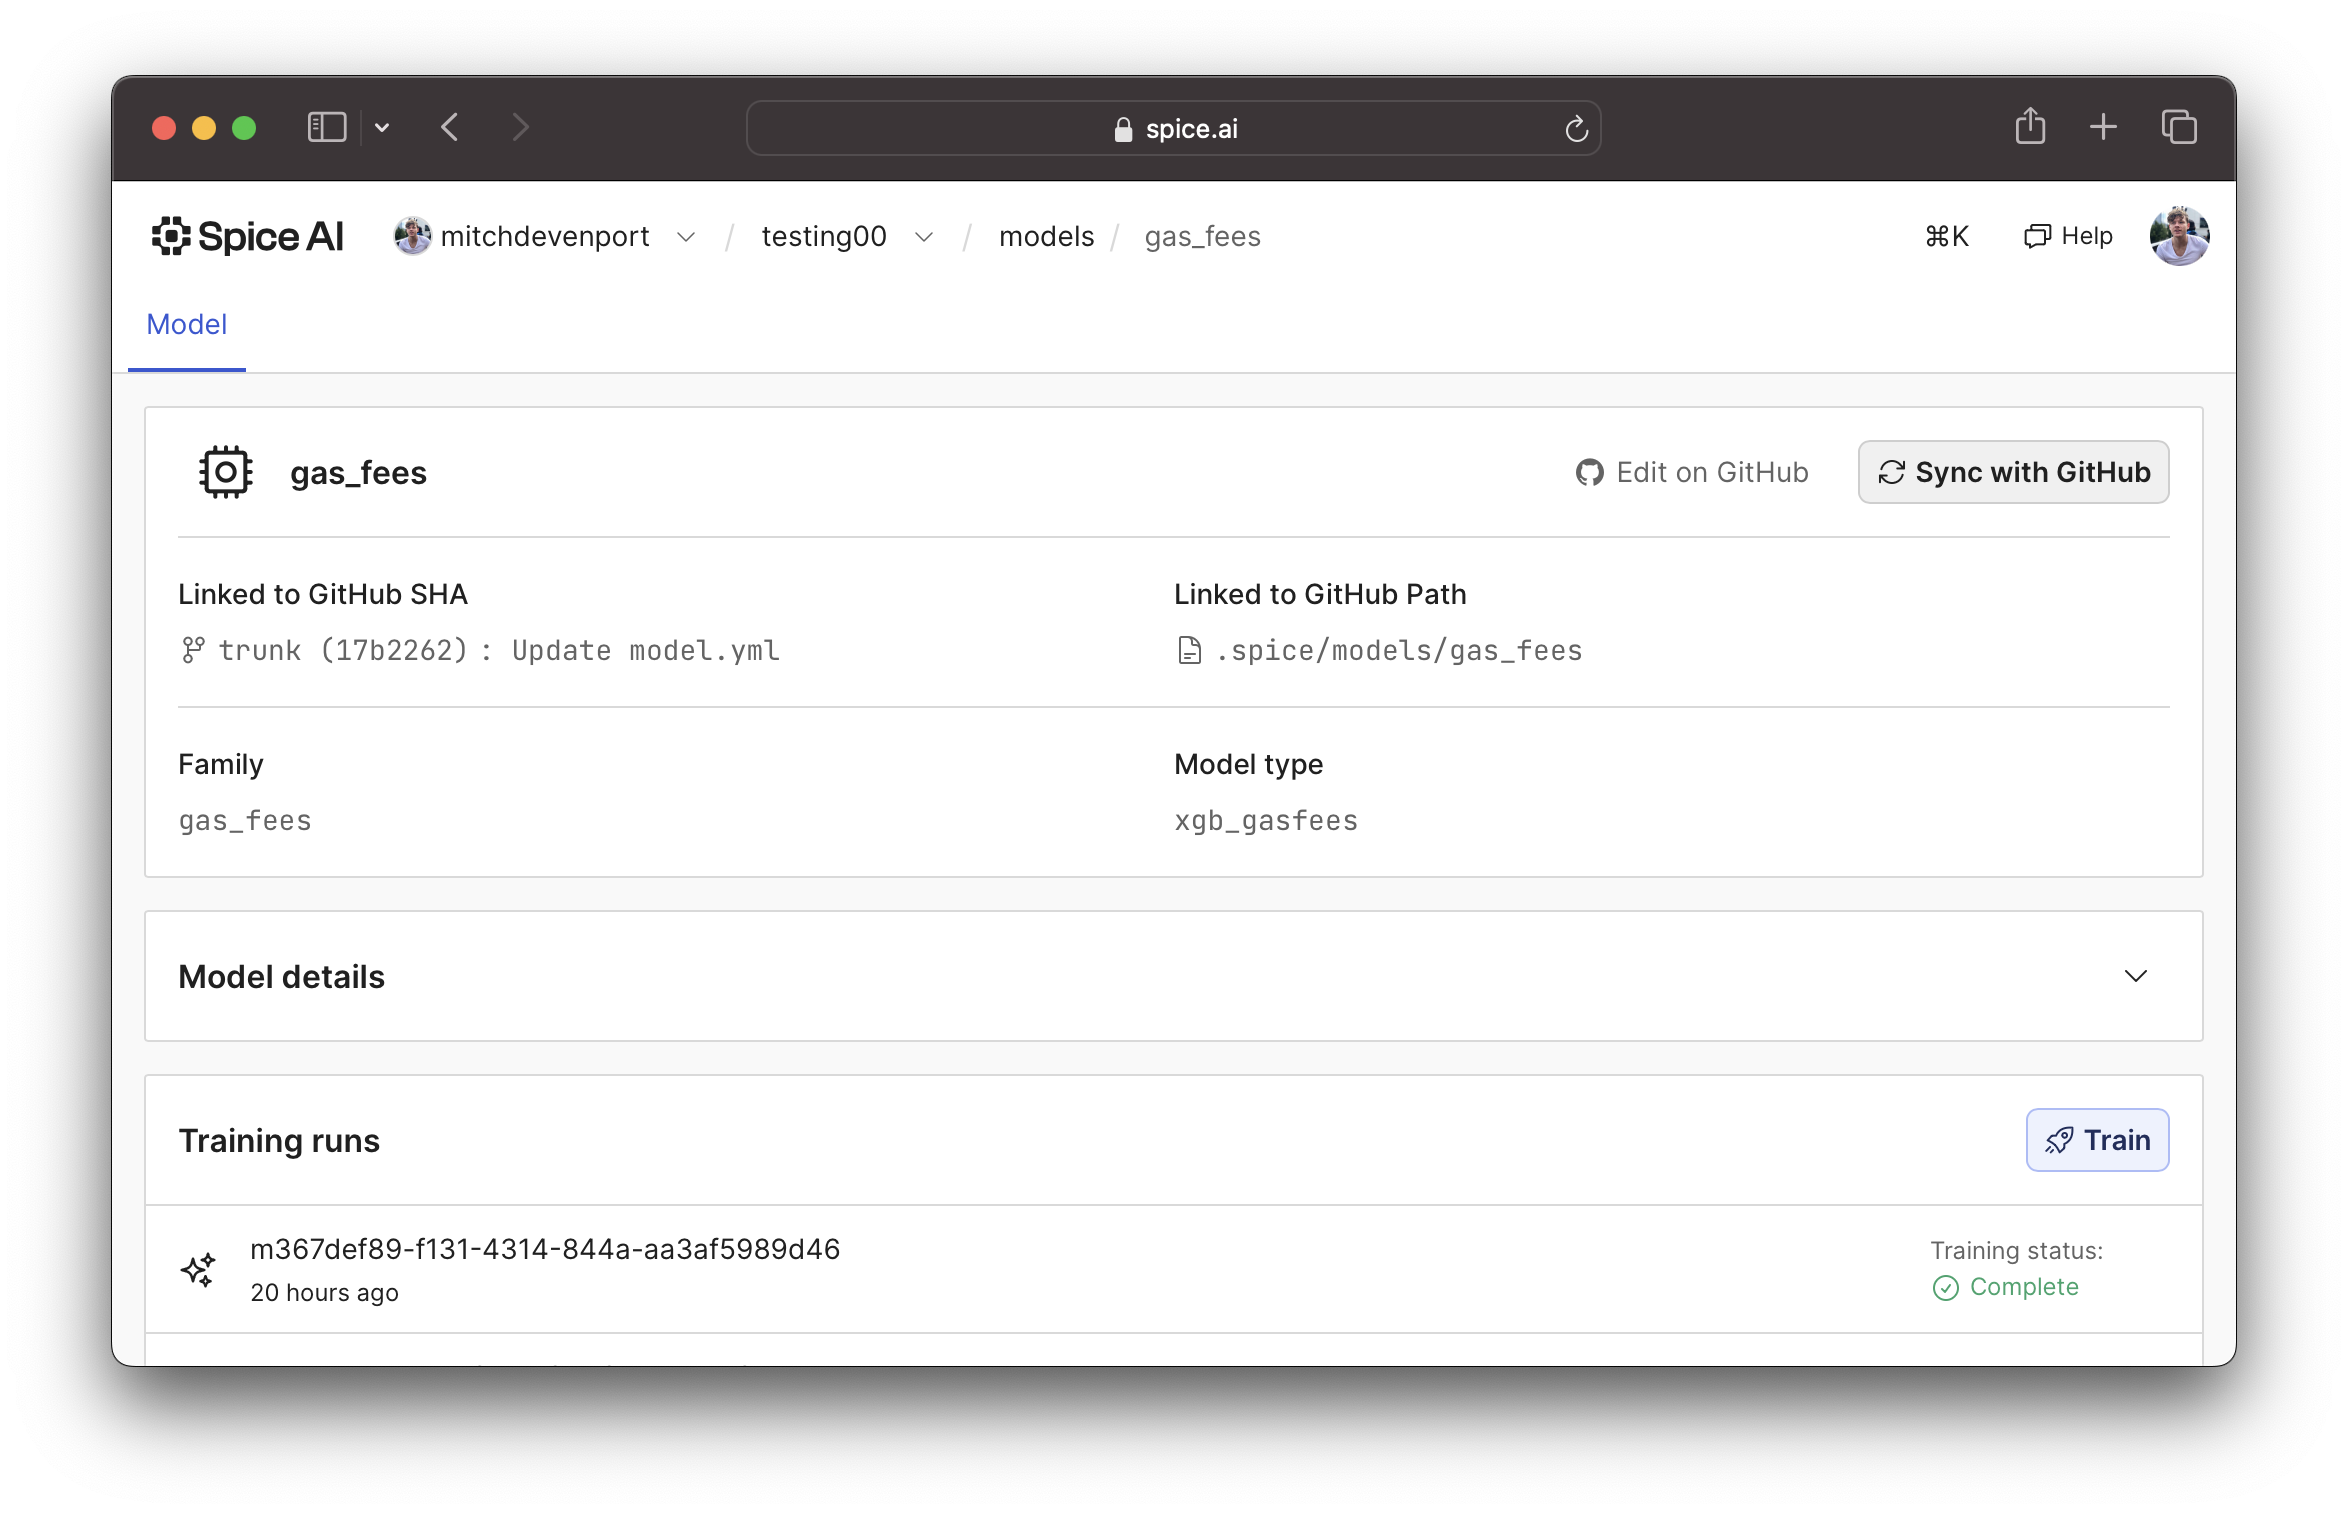 spice.ai
Spice AI mitchdevenport / testing00 / models / gas_fees ⌘K Help
Model
gas_fees Edit on GitHub Sync with GitHub
Linked to GitHub SHA Linked to GitHub Path
trunk (17b2262) : Update model.yml .spice/models/gas_fees
Family Model type
gas_fees xgb_gasfees
Model details
Training runs Train
m367def89-f131-4314-844a-aa3af5989d46 Training status:
20 hours ago Complete